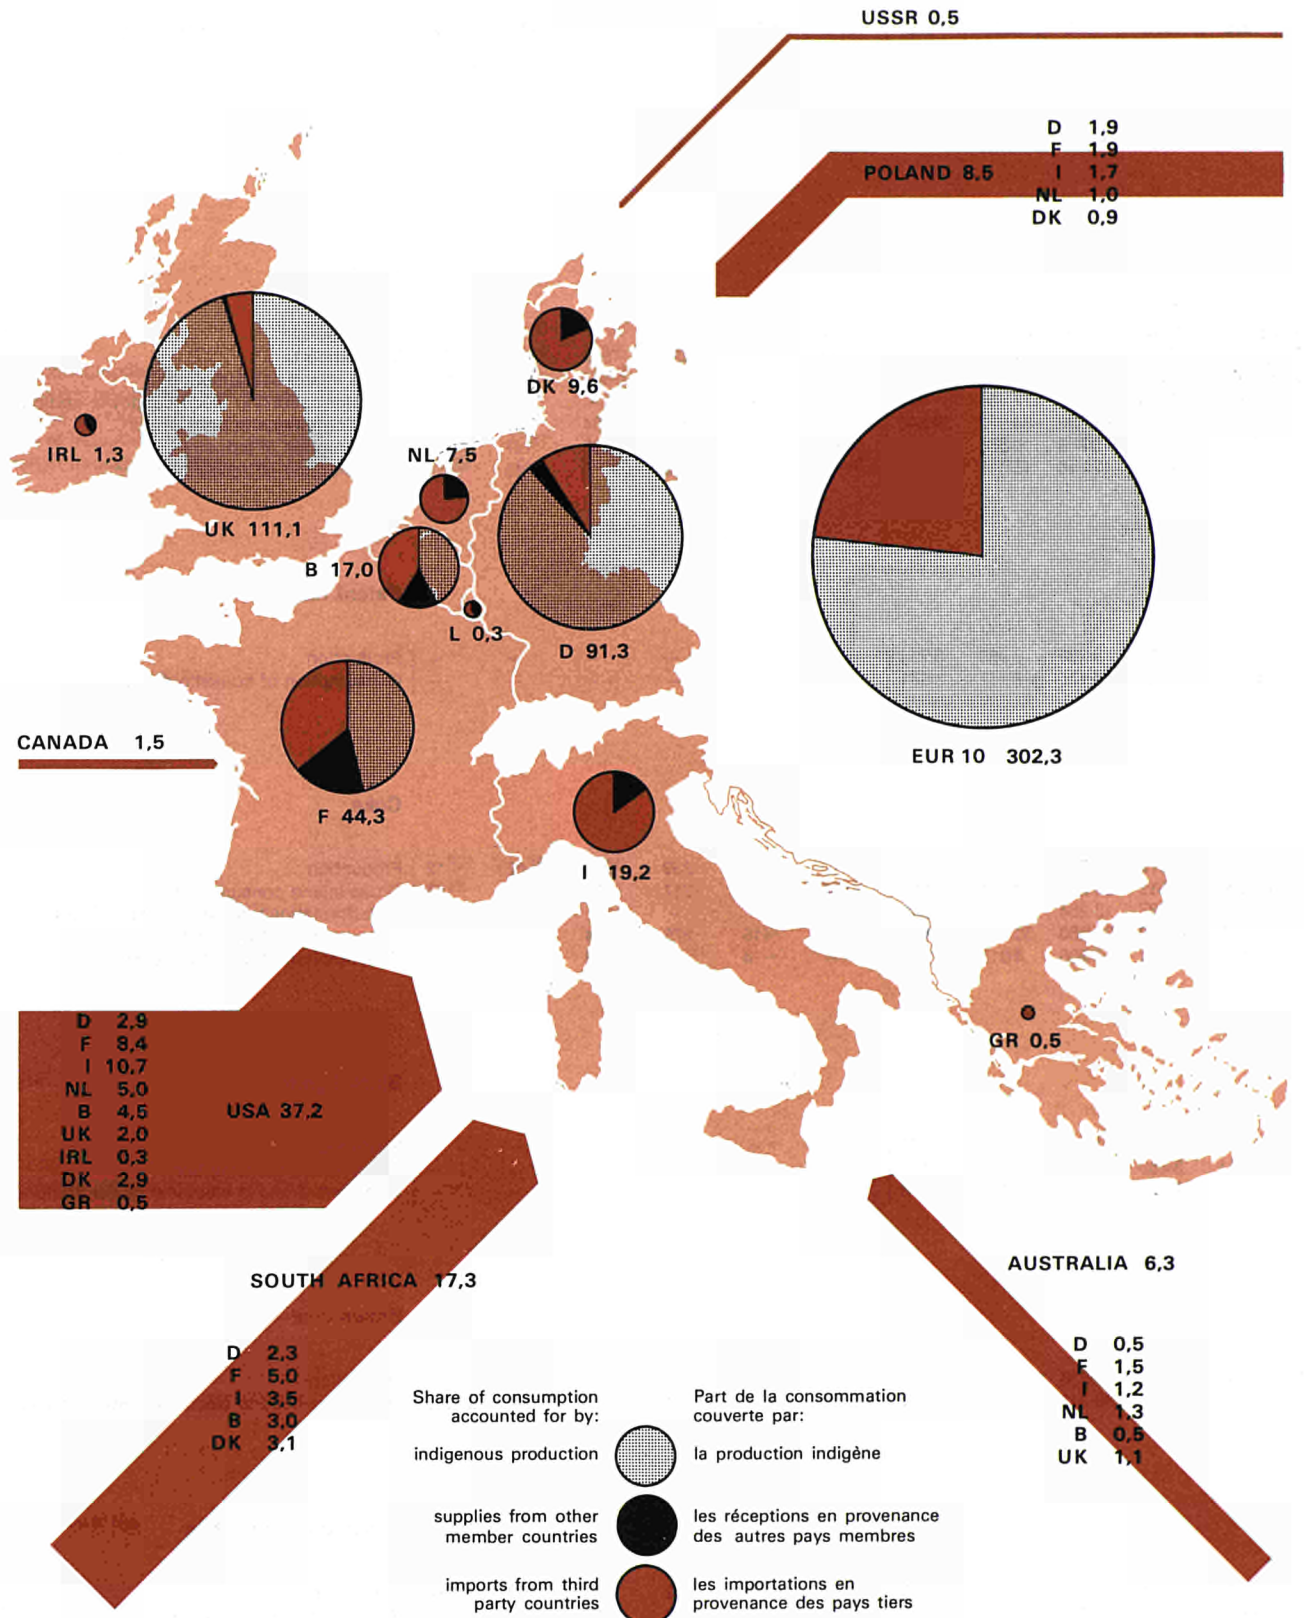 USSR 0,5
D 1,9
F 1,9
POLAND 8,5 I 1,7
NL 1,0
DK 0,9
DK 9,6
IRL 1,3
NL 7,5
UK 111,1
B 17,0
L 0,3
D 91,3
CANADA 1,5
EUR 10 302,3
F 44,3
I 19,2
GR 0,5
D 2,9
F 8,4
I 10,7
NL 5,0
B 4,5
UK 2,0
IRL 0,3
DK 2,9
GR 0,5
USA 37,2
SOUTH AFRICA 17,3
D 2,3
F 5,0
I 3,5
B 3,0
DK 3,1
AUSTRALIA 6,3
D 0,5
F 1,5
I 1,2
NL 1,3
B 0,5
UK 1,1
Share of consumption
accounted for by:
Part de la consommation
couverte par:
indigenous production
la production indigène
supplies from other
member countries
les réceptions en provenance
des autres pays membres
imports from third
party countries
les importations en
provenance des pays tiers